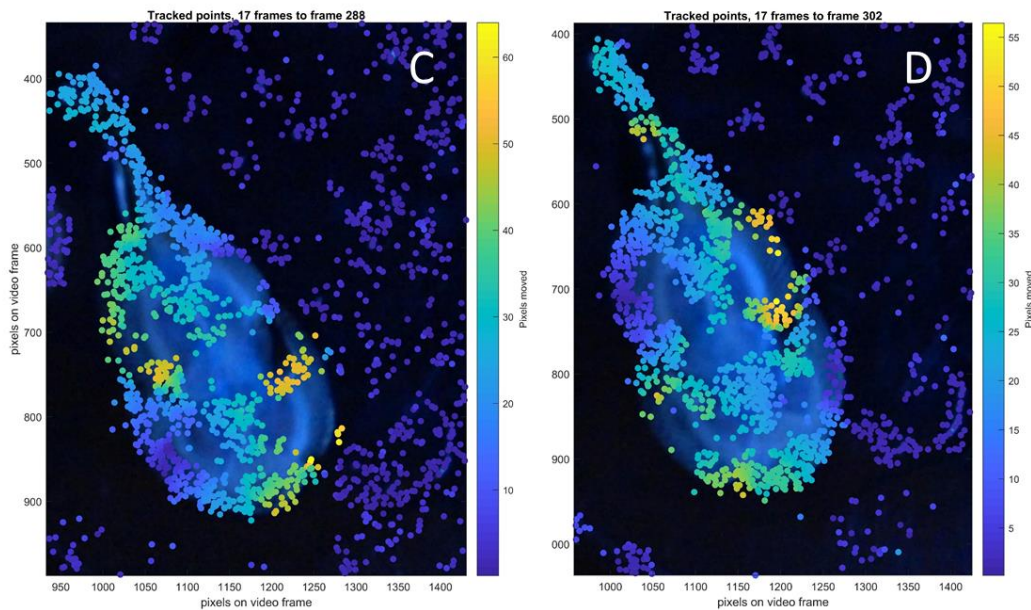 Tracked points, 17 frames to frame 288
C
400
500
600
700
800
900
pixels on video frame
950 1000 1050 1100 1150 1200 1250 1300 1350 1400
pixels on video frame
60
50
40
30
20
10
Pixels moved
Tracked points, 17 frames to frame 302
D
400
500
600
700
800
900
000
1000 1050 1100 1150 1200 1250 1300 1350 1400
pixels on video frame
55
50
45
40
35
30
25
20
15
10
5
Pixels moved